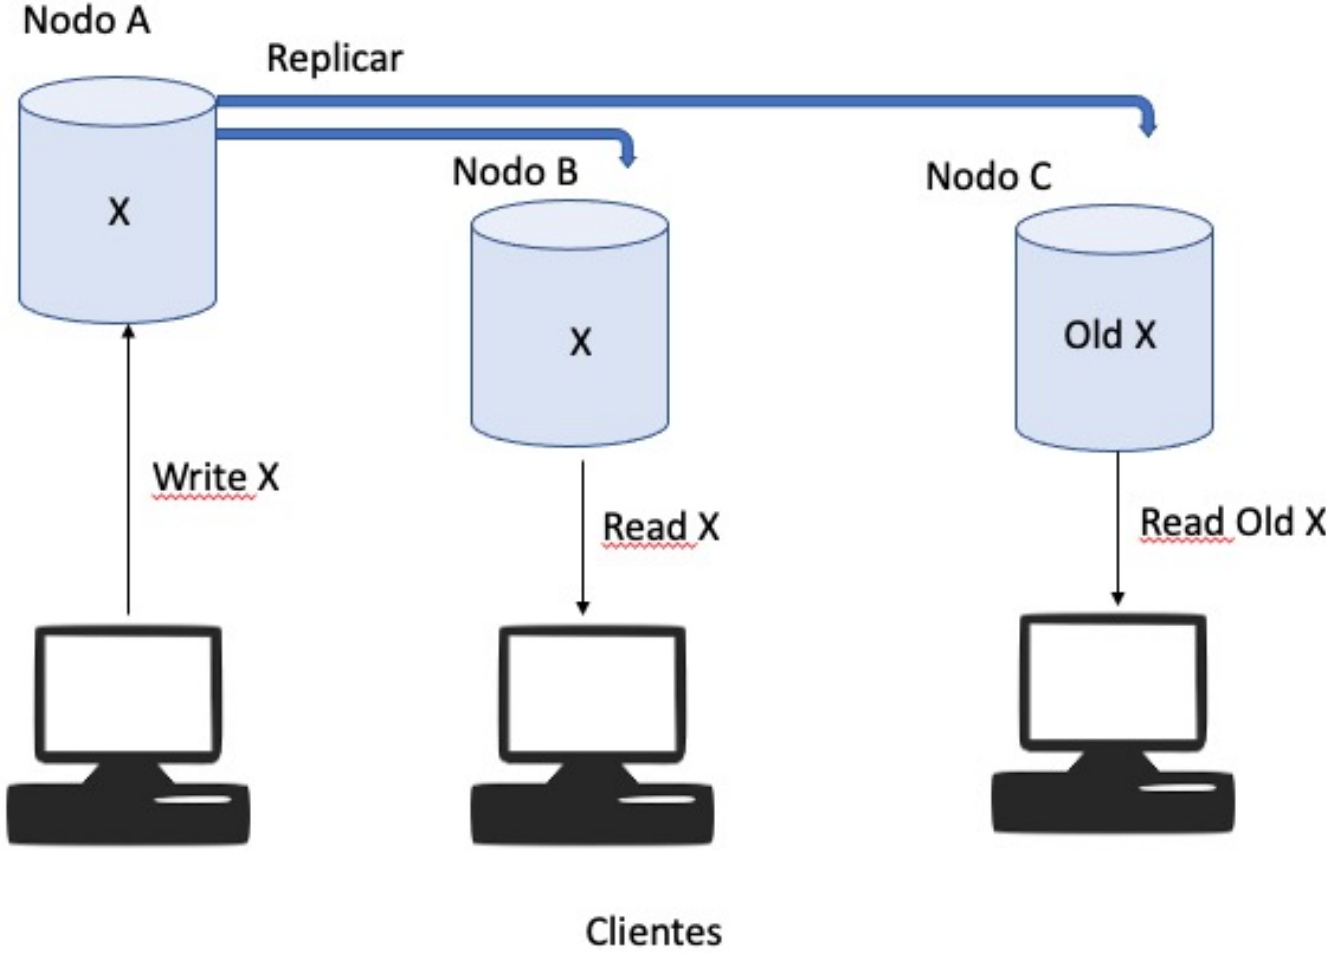 Nodo A
Replicar
Nodo B
Nodo C
X
X
Old X
Write X
Read X
Read Old X
Clientes